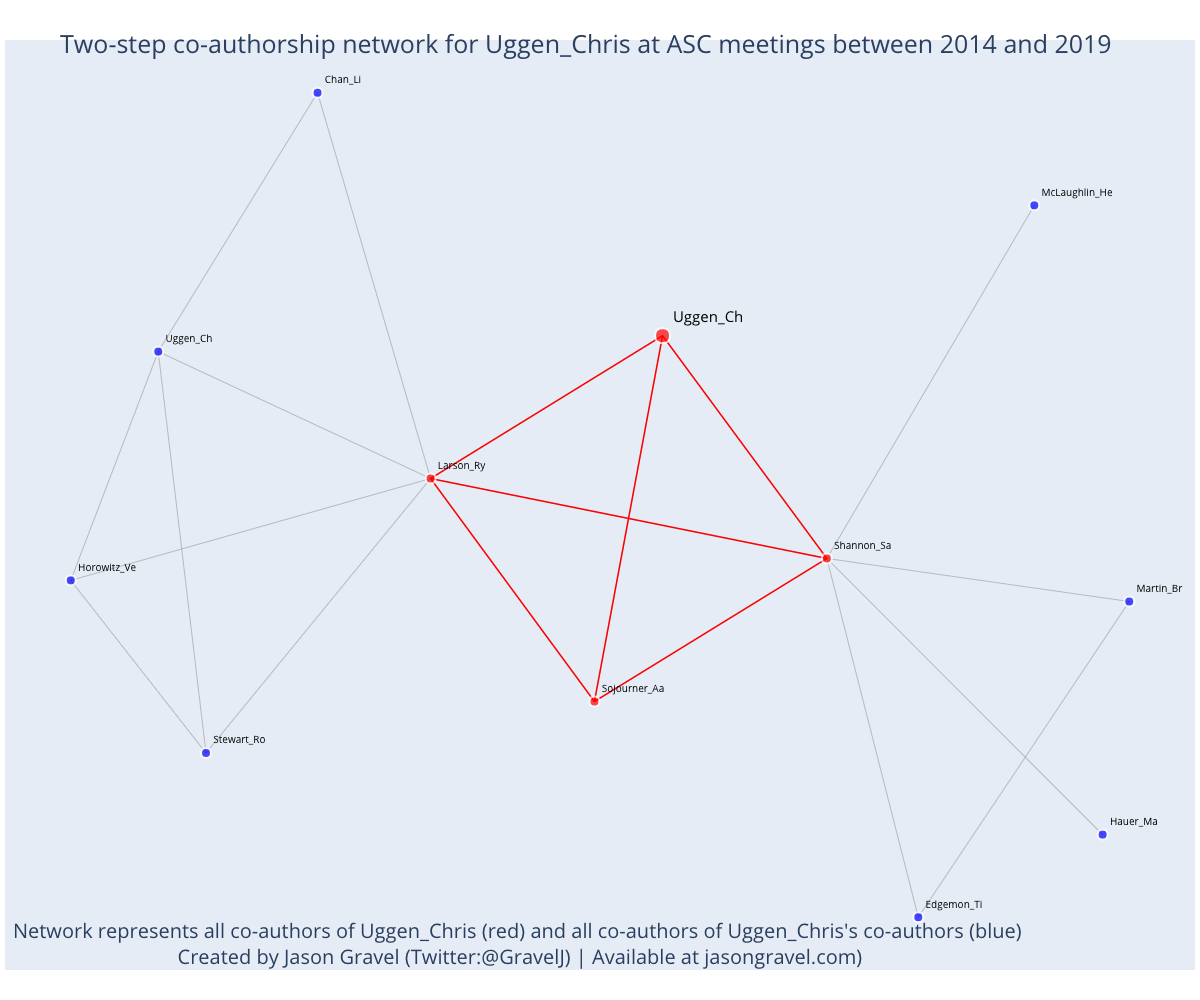 Two-step co-authorship network for Uggen_Chris at ASC meetings between 2014 and 2019
Chan_Li
McLaughlin_He
Uggen_Ch
Uggen_Ch
Larson_Ry
Shannon_Sa
Horowitz_Ve
Martin_Br
Sojourner_Aa
Stewart_Ro
Hauer_Ma
Edgemon_Ti
Network represents all co-authors of Uggen_Chris (red) and all co-authors of Uggen_Chris's co-authors (blue)
Created by Jason Gravel (Twitter:@GravelJ) | Available at jasongravel.com)